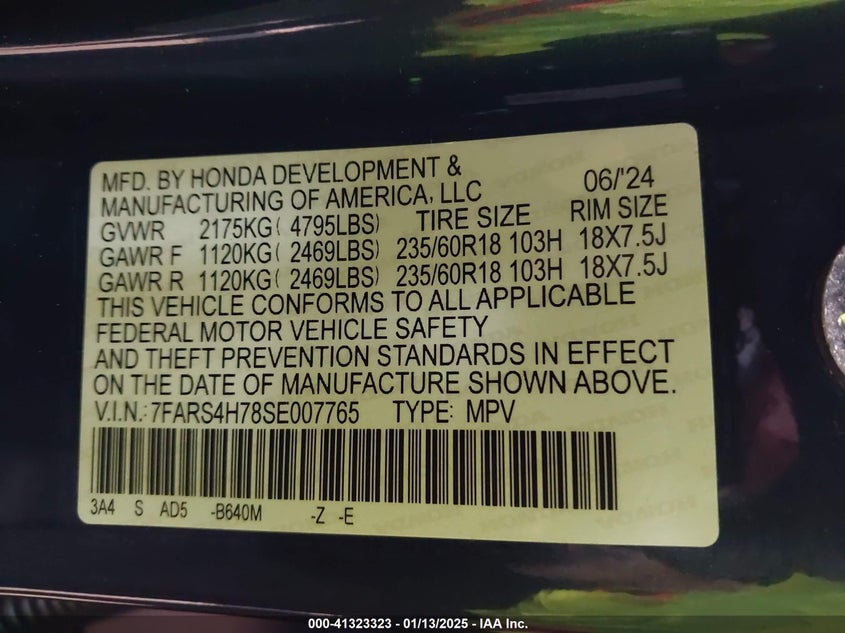 MFD. BY HONDA DEVELOPMENT &
MANUFACTURING OF AMERICA, LLC 06/'24
GVWR 2175KG( 4795LBS) TIRE SIZE RIM SIZE
GAWR F 1120KG( 2469LBS) 235/60R18 103H 18X7.5J
GAWR R 1120KG( 2469LBS) 235/60R18 103H 18X7.5J
THIS VEHICLE CONFORMS TO ALL APPLICABLE
FEDERAL MOTOR VEHICLE SAFETY
AND THEFT PREVENTION STANDARDS IN EFFECT
ON THE DATE OF MANUFACTURE SHOWN ABOVE.
V.I.N.: 7FARS4H78SE007765 TYPE: MPV
3A4 S AD5 -B640M -Z -E
000-41323323 - 01/13/2025 - IAA Inc.